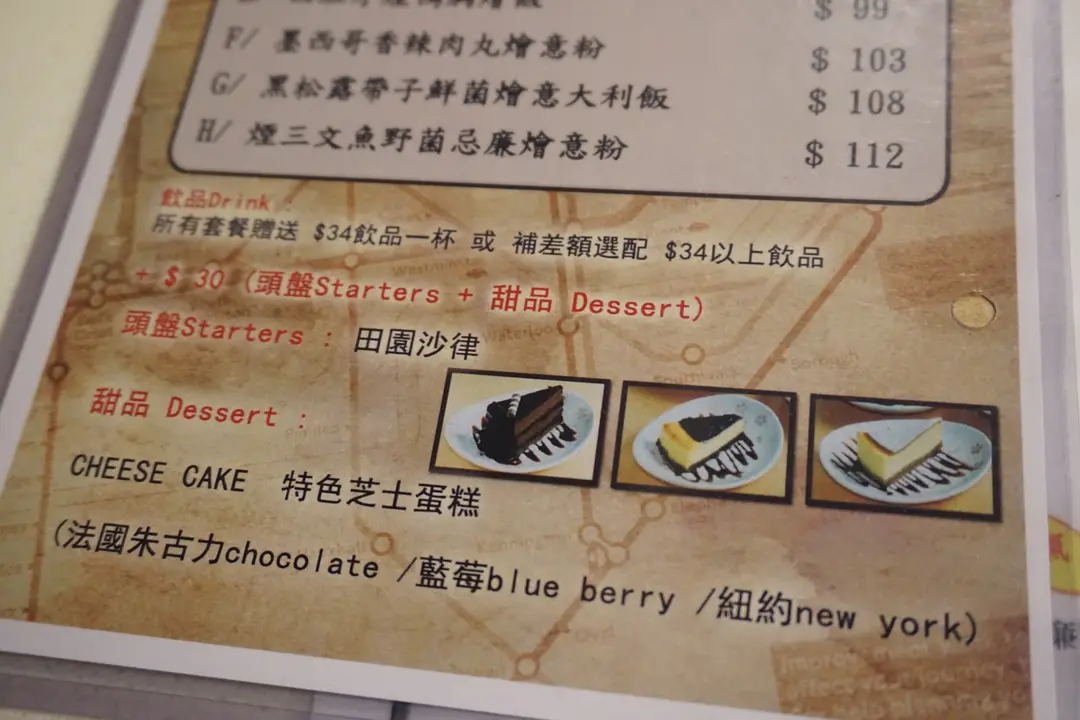 $ 99
F/ 墨西哥香辣肉丸燴意粉 $ 103
G/ 黑松露帶子鮮菌燴意大利飯 $ 108
H/ 煙三文魚野菌忌廉燴意粉 $ 112
飲品Drink :
所有套餐贈送 $34飲品一杯 或 補差額選配 $34以上飲品
+ $ 30 (頭盤Starters + 甜品 Dessert)
頭盤Starters : 田園沙律
甜品 Dessert :
CHEESE CAKE 特色芝士蛋糕
(法國朱古力chocolate /藍莓blue berry /紐約new york)